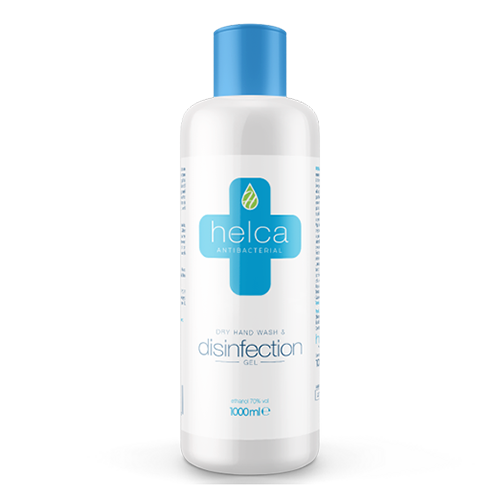 helca
ANTIBACTERIAL
DRY HAND WASH &
disinfection
GEL
ethanol 70% vol
1000ml℮